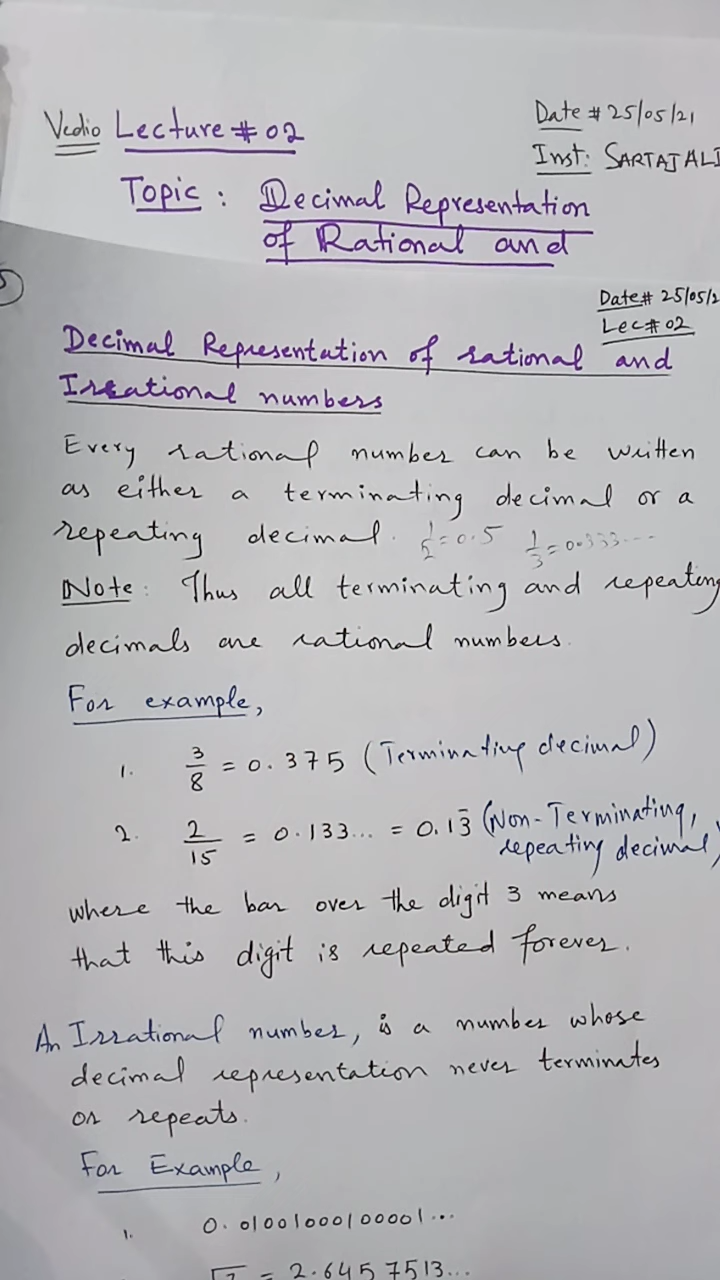 Vedio Lecture # 02
Date # 25/05/21
Inst: SARTAJ ALI
Topic : Decimal Representation
of Rational and
Date# 25/05/2
Lec# 02
Decimal Representation of rational and
Irrational numbers
Every rational number can be written
as either a terminating decimal or a
repeating decimal. 1/2 = 0.5 1/3 = 0.333...
Note: Thus all terminating and repeating
decimals are rational numbers.
For example,
1. 3/8 = 0.375 (Terminating decimal)
2. 2/15 = 0.133... = 0.13̄ (Non-Terminating,
repeating decimal)
where the bar over the digit 3 means
that this digit is repeated forever.
An Irrational number, is a number whose
decimal representation never terminates
or repeats.
For Example,
1. 0.01001000100001...
= 2.6457513...